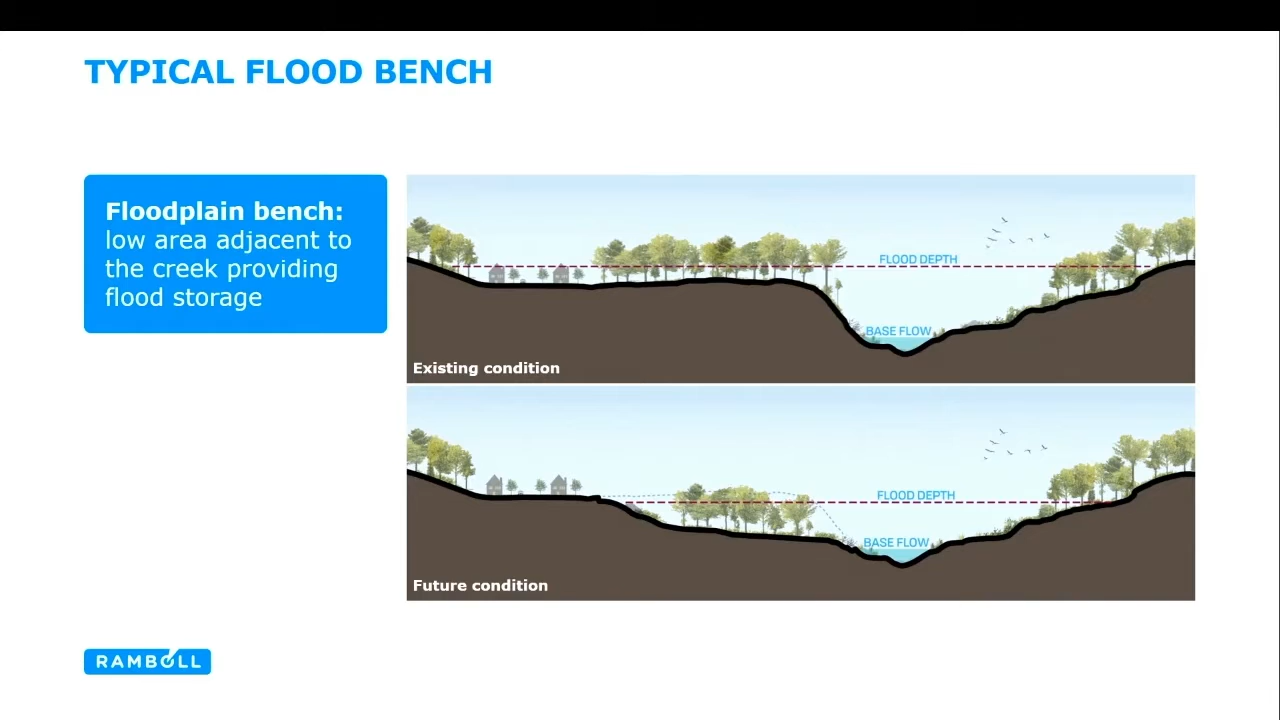 TYPICAL FLOOD BENCH
Floodplain bench:
low area adjacent to
the creek providing
flood storage
FLOOD DEPTH
BASE FLOW
Existing condition
FLOOD DEPTH
BASE FLOW
Future condition
RAMBOLL